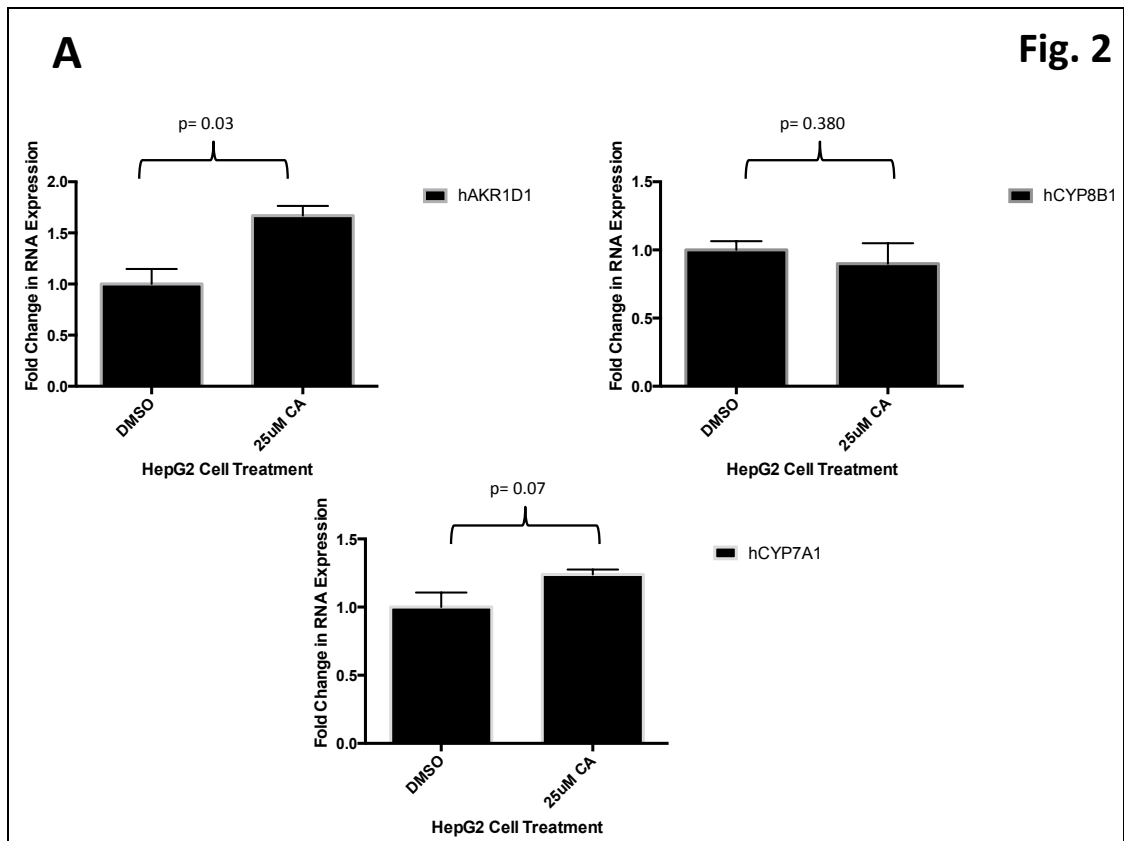 A
Fig. 2
p= 0.03
Fold Change in RNA Expression
2.0
1.5
1.0
0.5
0.0
DMSO
25uM CA
HepG2 Cell Treatment
hAKR1D1
p= 0.380
Fold Change in RNA Expression
1.5
1.0
0.5
0.0
DMSO
25uM CA
HepG2 Cell Treatment
hCYP8B1
p= 0.07
Fold Change in RNA Expression
1.5
1.0
0.5
0.0
DMSO
25uM CA
HepG2 Cell Treatment
hCYP7A1